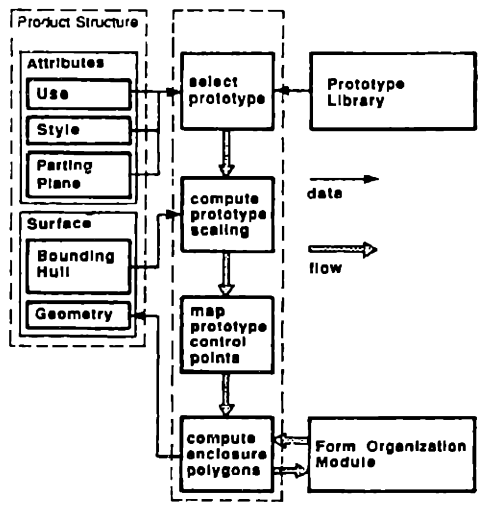 Product Structure
Attributes
Use
Style
Parting
Plane
Surface
Bounding
Hull
Geometry
select
prototype
compute
prototype
scaling
map
prototype
control
points
compute
enclosure
polygons
Prototype
Library
data
flow
Form Organization
Module